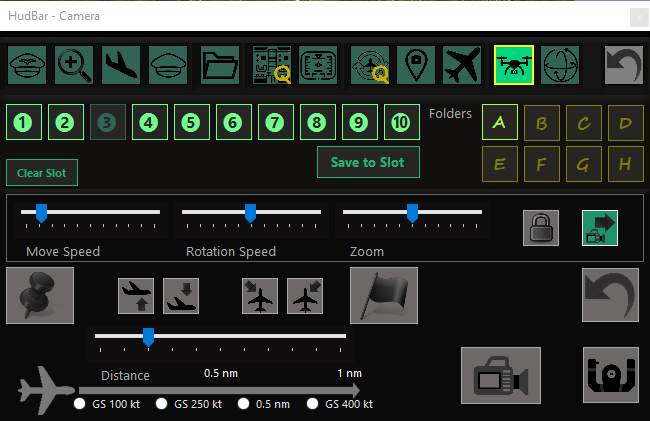 HudBar - Camera
x
1 2 3 4 5 6 7 8 9 10
Folders
A B C D
Clear Slot
Save to Slot
E F G H
Move Speed Rotation Speed Zoom
Distance 0.5 nm 1 nm
GS 100 kt GS 250 kt 0.5 nm GS 400 kt